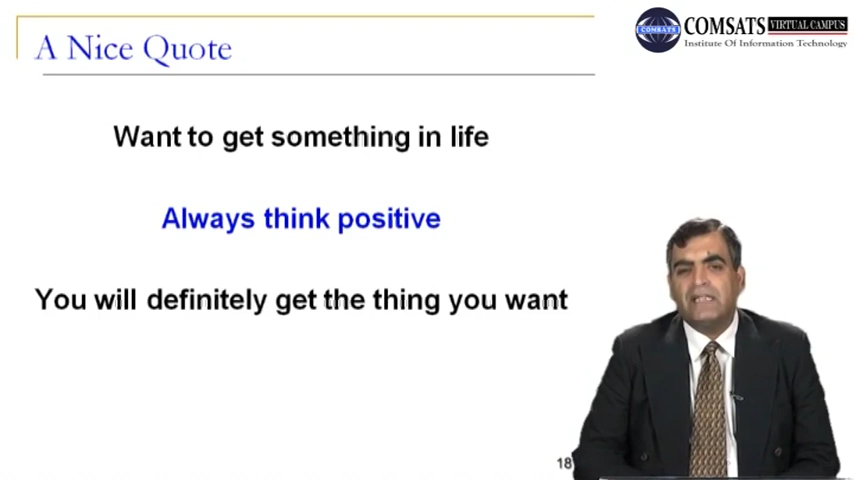 A Nice Quote
COMSATS VIRTUAL CAMPUS
Institute Of Information Technology
COMSATS
Want to get something in life
Always think positive
You will definitely get the thing you want
18